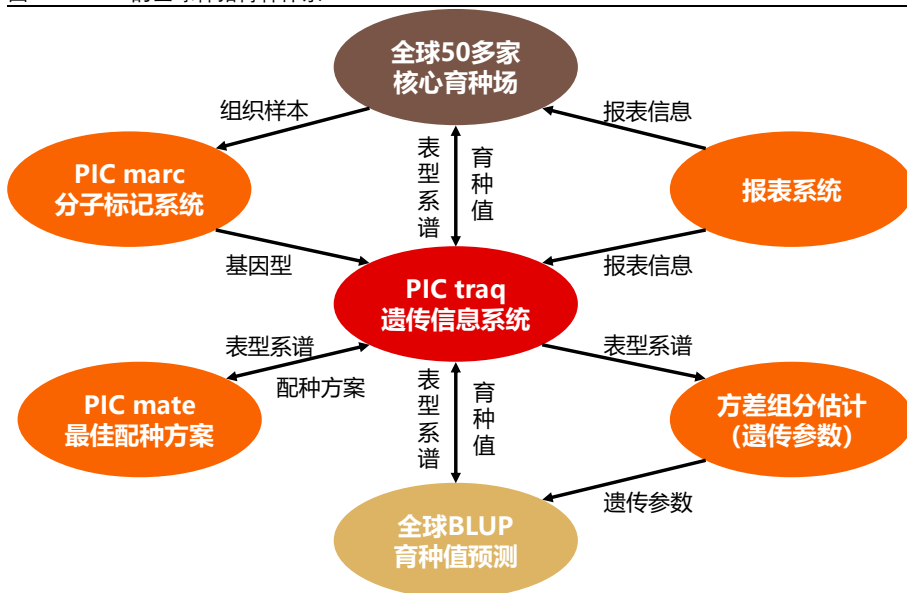 全球50多家
核心育种场
组织样本
报表信息
PIC marc
分子标记系统
表型系谱
育种值
报表系统
基因型
报表信息
PIC traq
遗传信息系统
表型系谱
配种方案
表型系谱
育种值
表型系谱
PIC mate
最佳配种方案
方差组分估计
（遗传参数）
遗传参数
全球BLUP
育种值预测